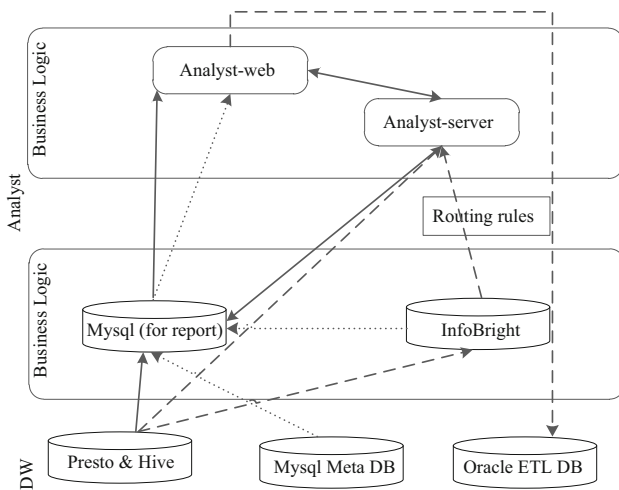 Business Logic
Analyst-web
Analyst-server
Analyst
Routing rules
Business Logic
Mysql (for report)
InfoBright
DW
Presto & Hive
Mysql Meta DB
Oracle ETL DB